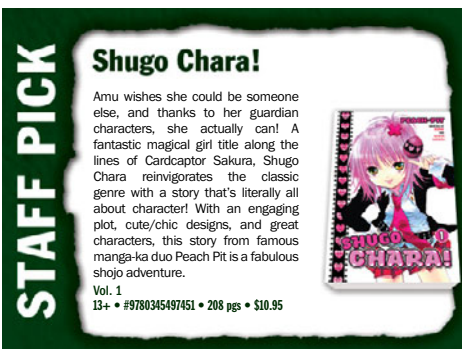 STAFF PICK
Shugo Chara!
Amu wishes she could be someone
else, and thanks to her guardian
characters, she actually can! A
fantastic magical girl title along the
lines of Cardcaptor Sakura, Shugo
Chara reinvigorates the classic
genre with a story that's literally all
about character! With an engaging
plot, cute/chic designs, and great
characters, this story from famous
manga-ka duo Peach Pit is a fabulous
shojo adventure.
Vol. 1
13+ • #9780345497451 • 208 pgs • $10.95
PEACH-PIT
1
SHUGO
CHARA!